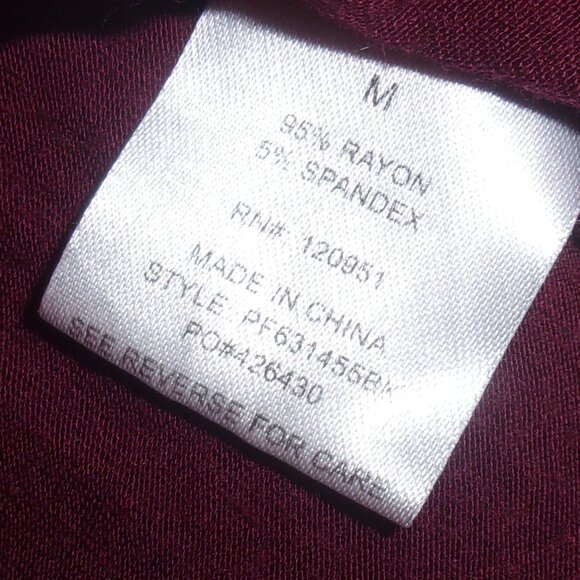 M
95% RAYON
5% SPANDEX
RN#: 120951
MADE IN CHINA
STYLE: PF631455BK
PO#426430
SEE REVERSE FOR CARE